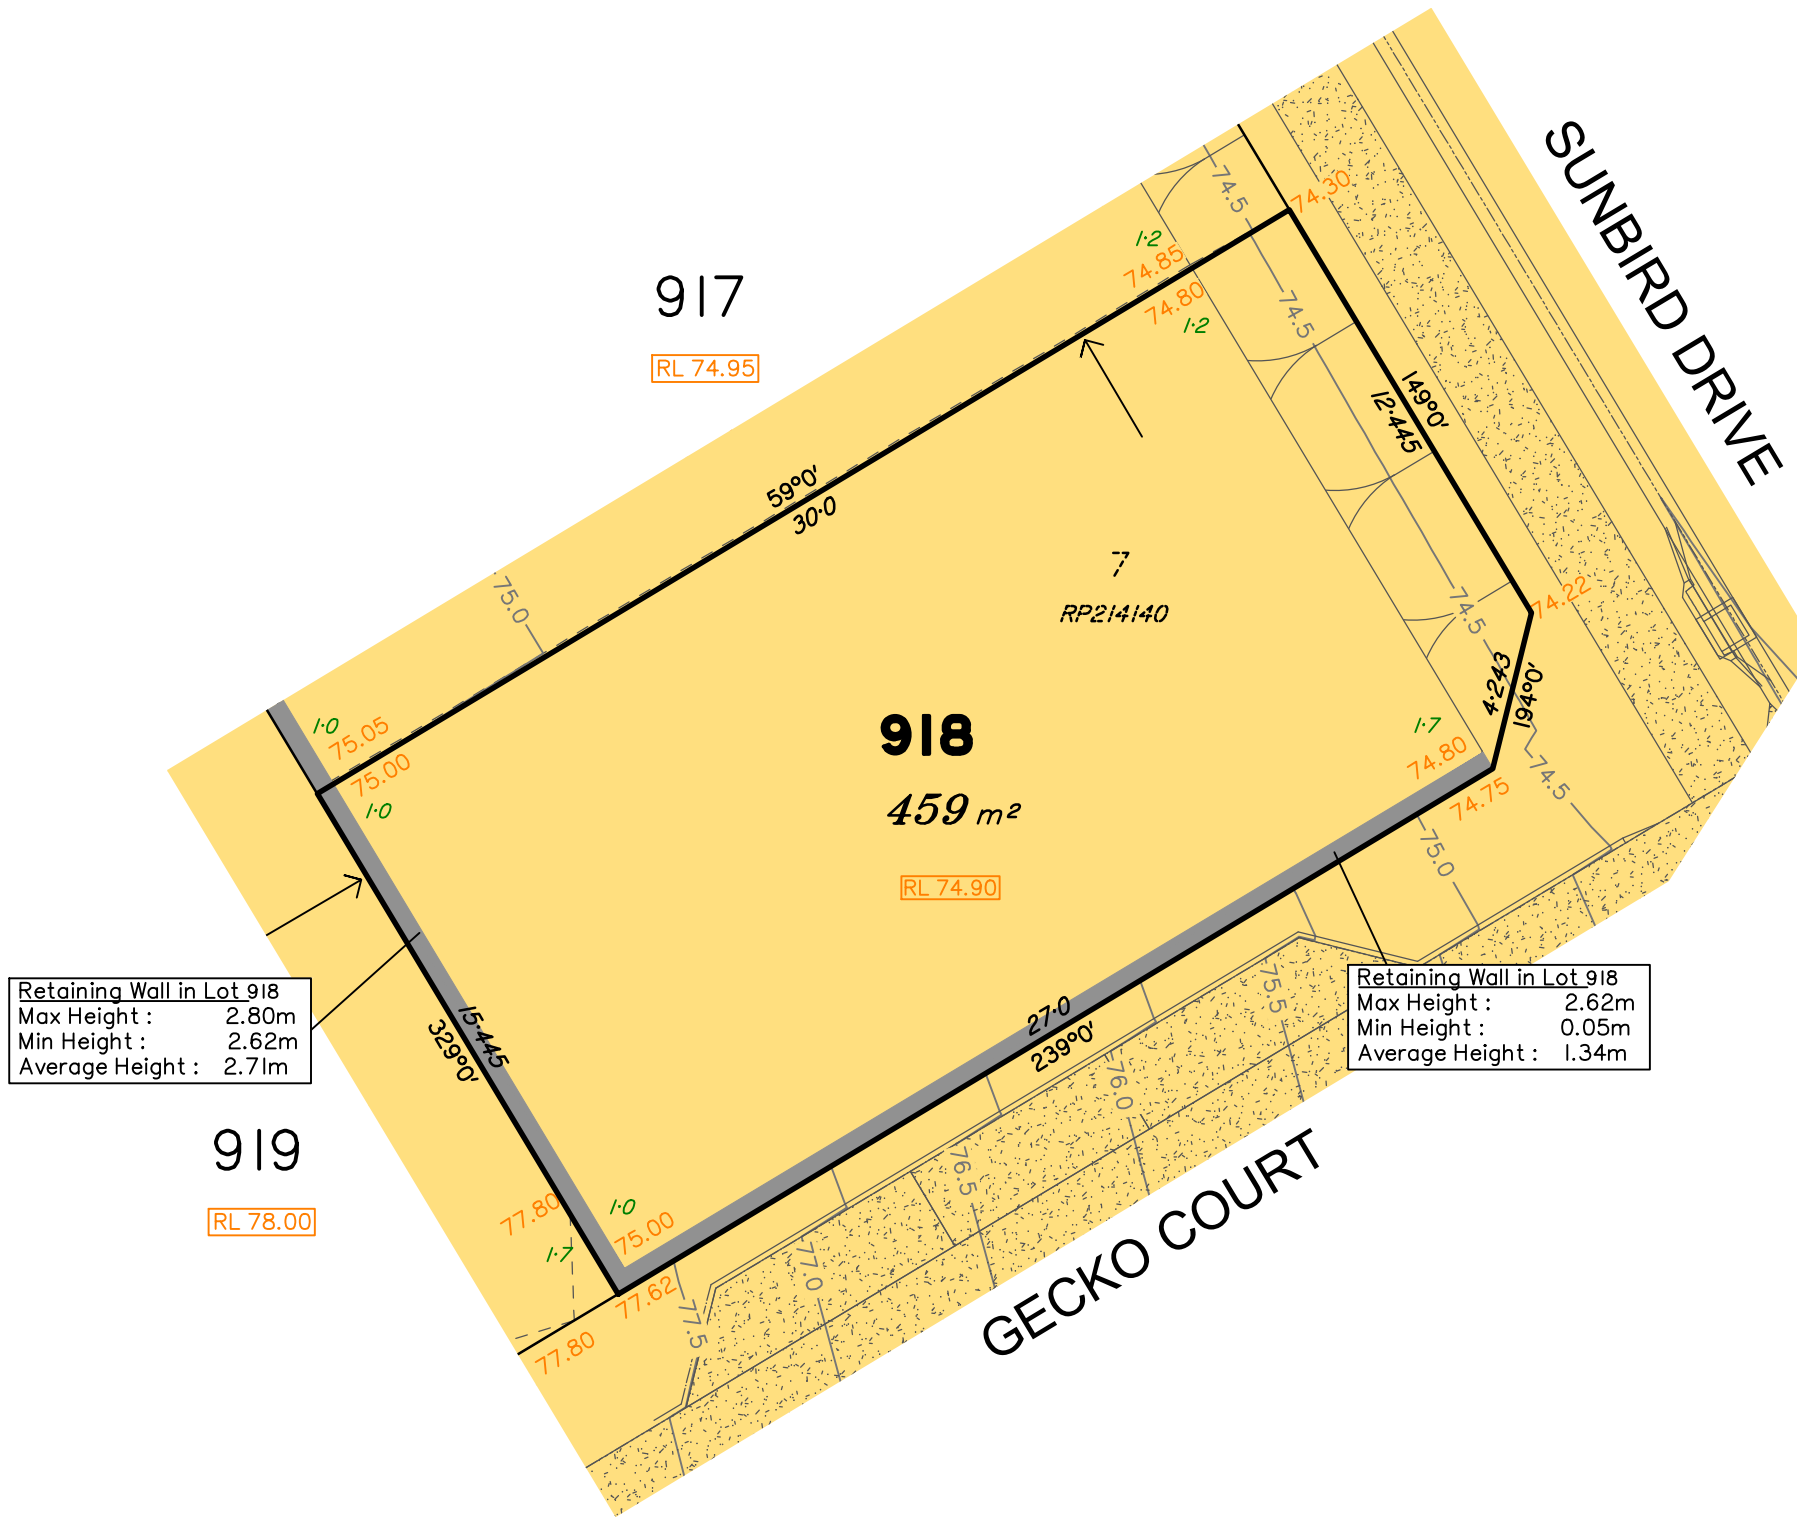 SUNBIRD DRIVE
74.5
74.30
1·2
74.85
74.80
1·2
917
RL 74.95
74.5
149°0'
12·445
59°0'
30·0
7
RP214140
75.0
74.5
74.22
4·243
194°0'
1·0
75.05
75.00
1·0
918
459 m²
RL 74.90
1·7
74.80
74.75
74.5
75.0
Retaining Wall in Lot 918
Max Height : 2.80m
Min Height : 2.62m
Average Height : 2.71m
15·445
329°0'
27·0
239°0'
75.5
Retaining Wall in Lot 918
Max Height : 2.62m
Min Height : 0.05m
Average Height : 1.34m
76.0
919
RL 78.00
76.5
77.80
1·0
75.00
1·7
77.62
77.80
77.5
77.0
GECKO COURT